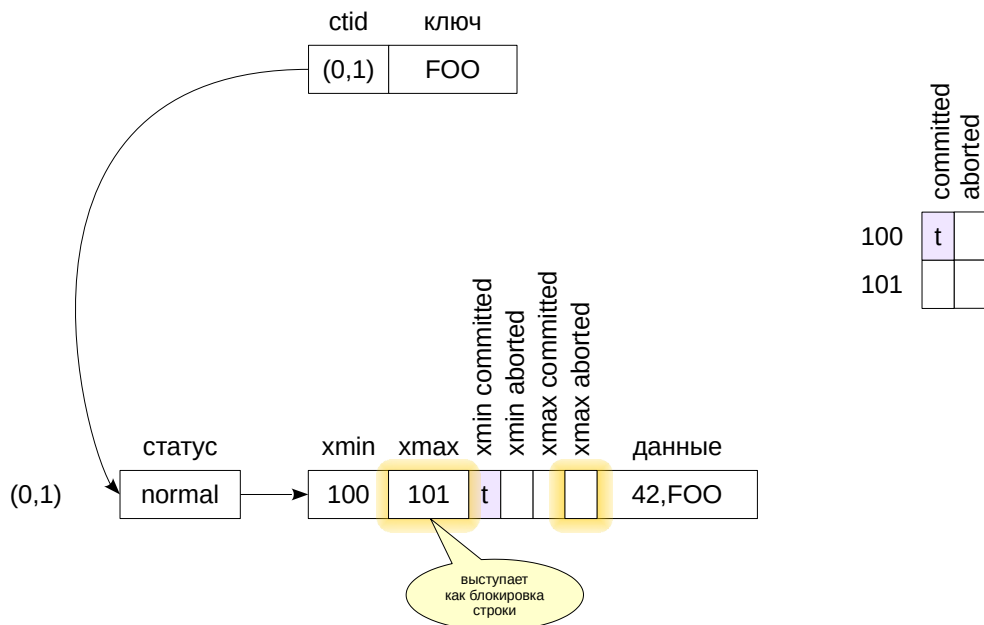 ctid ключ
(0,1) FOO
committed
aborted
100 t
101
xmin committed
xmin aborted
xmax committed
xmax aborted
статус xmin xmax данные
(0,1) normal 100 101 t 42,FOO
выступает
как блокировка
строки